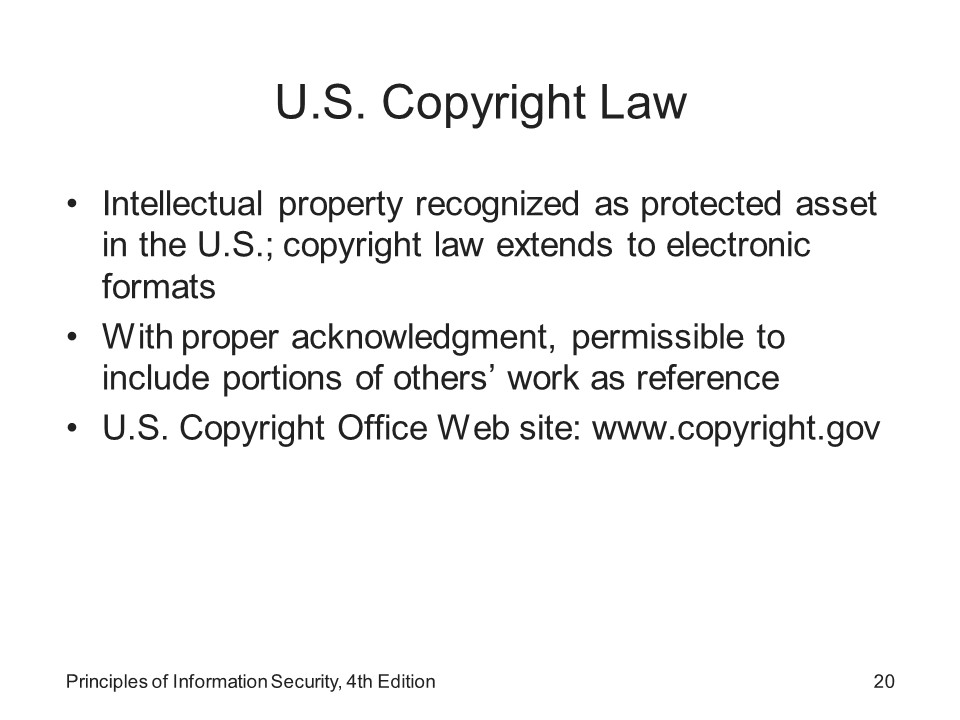 U.S. Copyright Law
• Intellectual property recognized as protected asset
in the U.S.; copyright law extends to electronic
formats
• With proper acknowledgment, permissible to
include portions of others’ work as reference
• U.S. Copyright Office Web site: www.copyright.gov
Principles of Information Security, 4th Edition 20